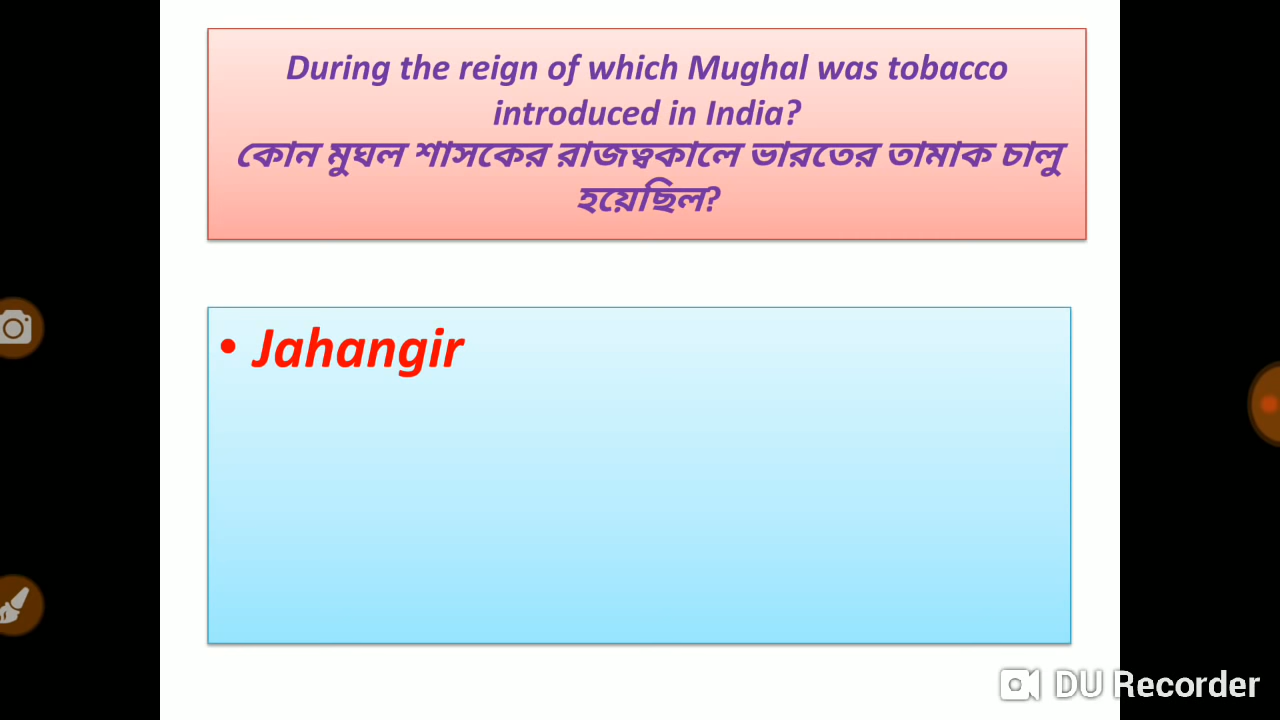 During the reign of which Mughal was tobacco
introduced in India?
কোন মুঘল শাসকের রাজত্বকালে ভারতের তামাক চালু
হয়েছিল?
• Jahangir
DU Recorder